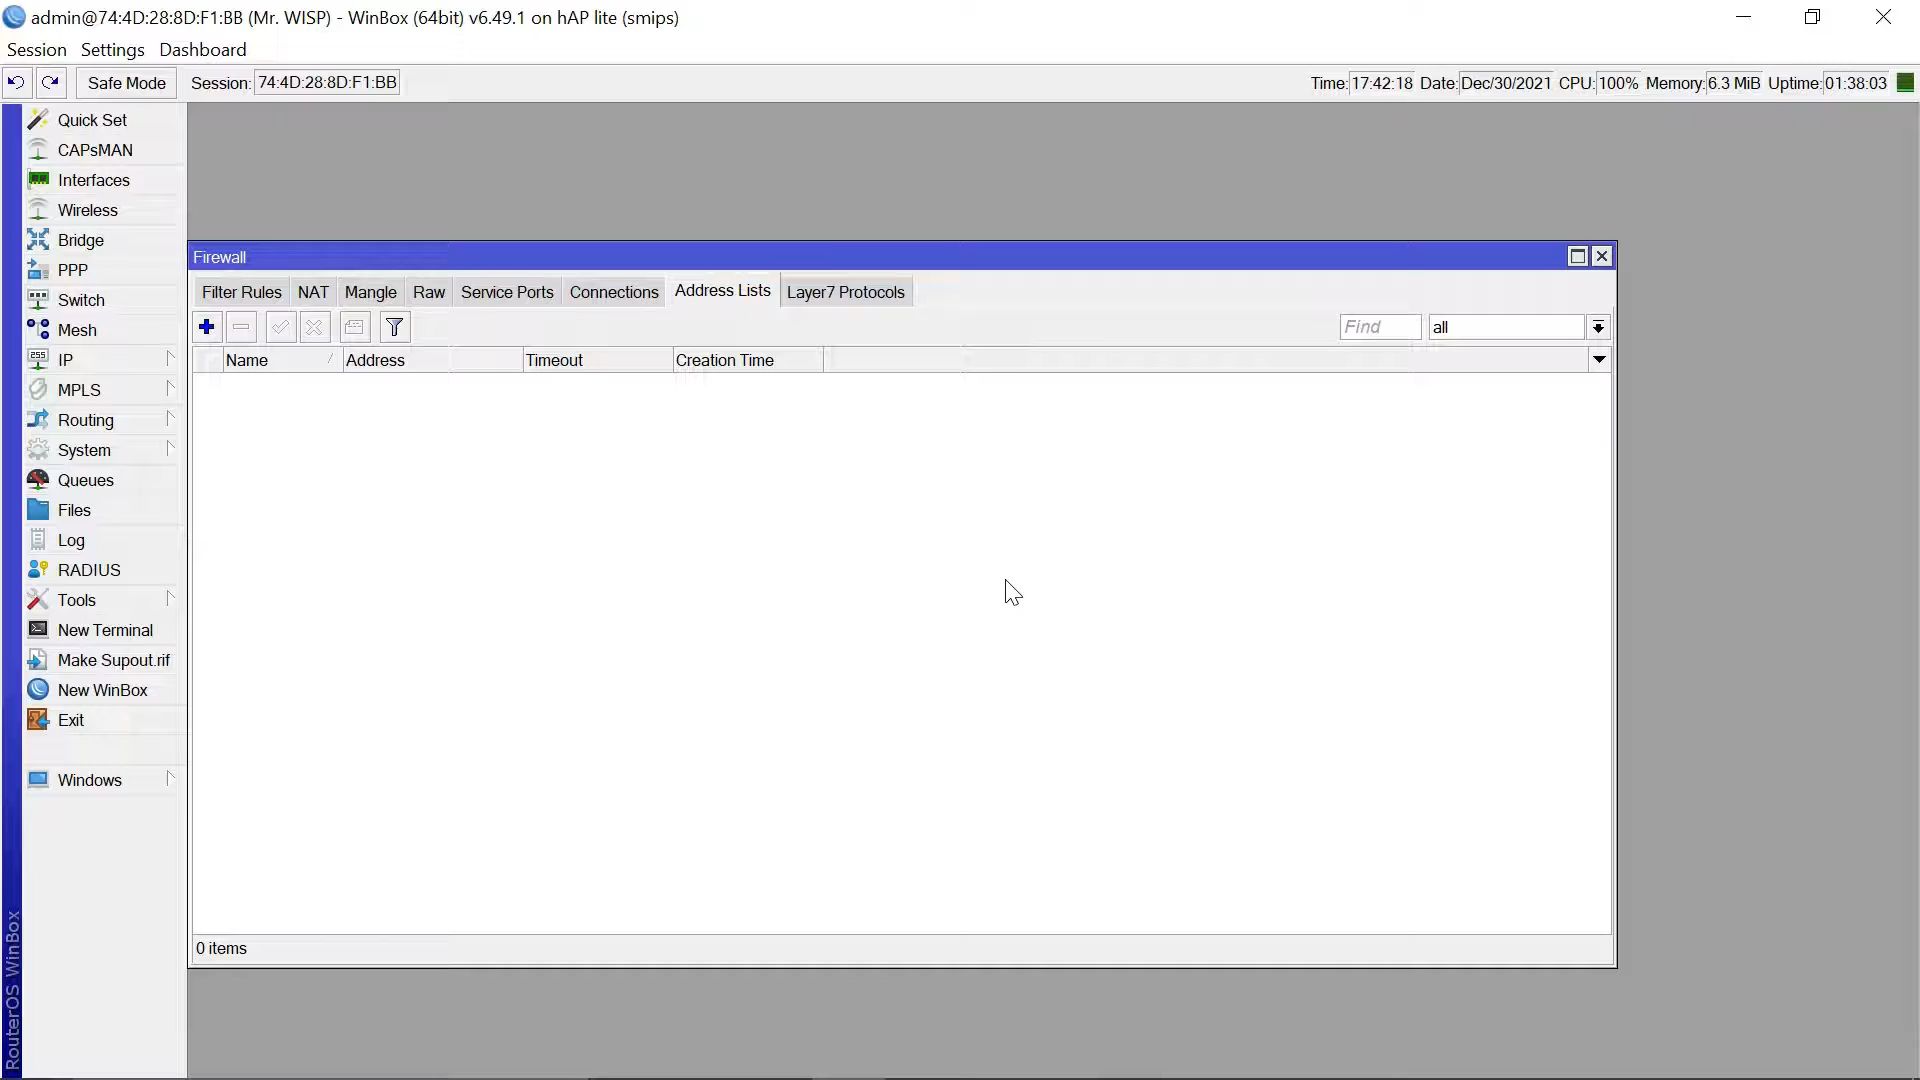 admin@74:4D:28:8D:F1:BB (Mr. WISP) - WinBox (64bit) v6.49.1 on hAP lite (smips)
Session Settings Dashboard
Safe Mode Session: 74:4D:28:8D:F1:BB Time: 17:42:18 Date: Dec/30/2021 CPU: 100% Memory: 6.3 MiB Uptime: 01:38:03
Quick Set
CAPsMAN
Interfaces
Wireless
Bridge
PPP
Switch
Mesh
IP
MPLS
Routing
System
Queues
Files
Log
RADIUS
Tools
New Terminal
Make Supout.rif
New WinBox
Exit
Windows
RouterOS WinBox
Firewall
Filter Rules NAT Mangle Raw Service Ports Connections Address Lists Layer7 Protocols
Find all
Name Address Timeout Creation Time
0 items